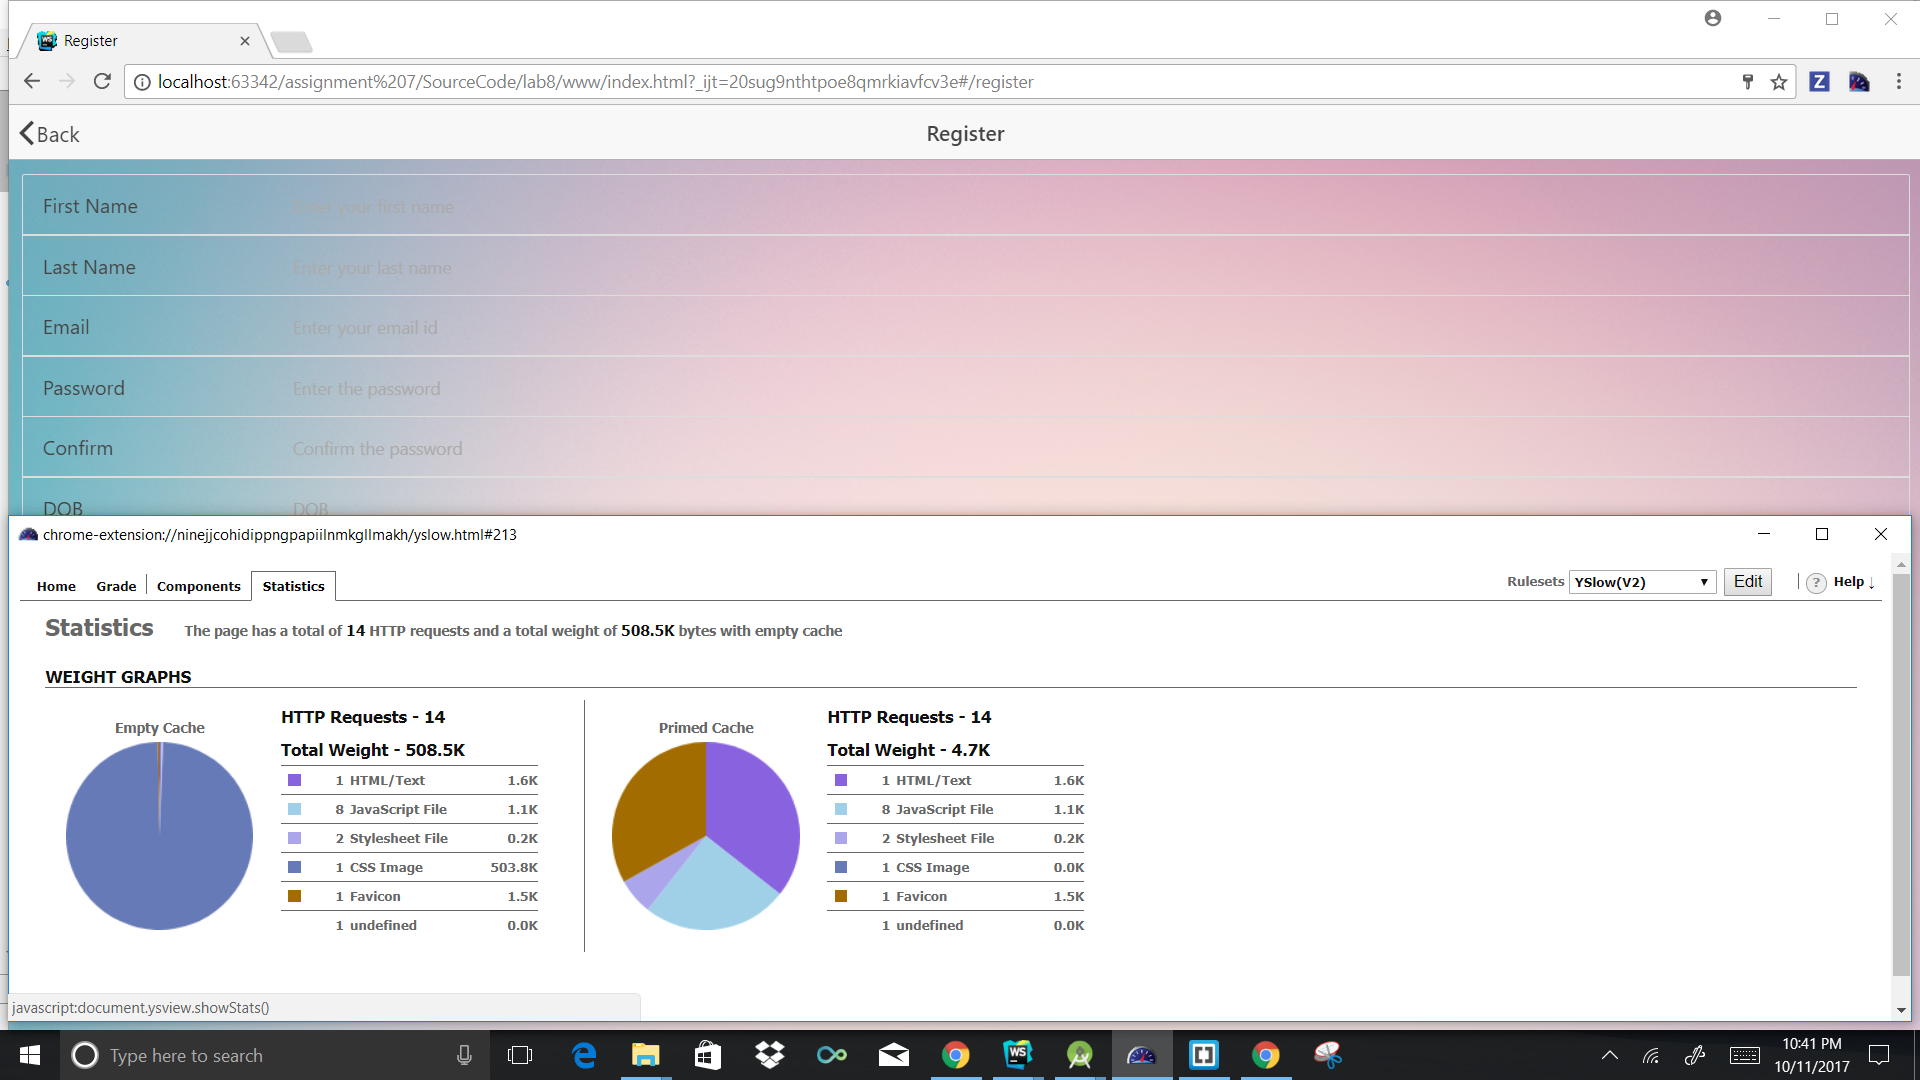 Register
localhost:63342/assignment%207/SourceCode/lab8/www/index.html?_ijt=20sug9nthtpoe8qmrkiavfcv3e#/register
Back Register
First Name Enter your first name
Last Name Enter your last name
Email Enter your email id
Password Enter the password
Confirm Confirm the password
DOB DOB
chrome-extension://ninejjcohidippngpapiilnmkgllmakh/yslow.html#213
Home Grade Components Statistics Rulesets YSlow(V2) Edit ? Help ↓
Statistics The page has a total of 14 HTTP requests and a total weight of 508.5K bytes with empty cache
WEIGHT GRAPHS
Empty Cache
HTTP Requests - 14
Total Weight - 508.5K
1 HTML/Text 1.6K
8 JavaScript File 1.1K
2 Stylesheet File 0.2K
1 CSS Image 503.8K
1 Favicon 1.5K
1 undefined 0.0K
Primed Cache
HTTP Requests - 14
Total Weight - 4.7K
1 HTML/Text 1.6K
8 JavaScript File 1.1K
2 Stylesheet File 0.2K
1 CSS Image 0.0K
1 Favicon 1.5K
1 undefined 0.0K
javascript:document.ysview.showStats()
Type here to search
10:41 PM
10/11/2017